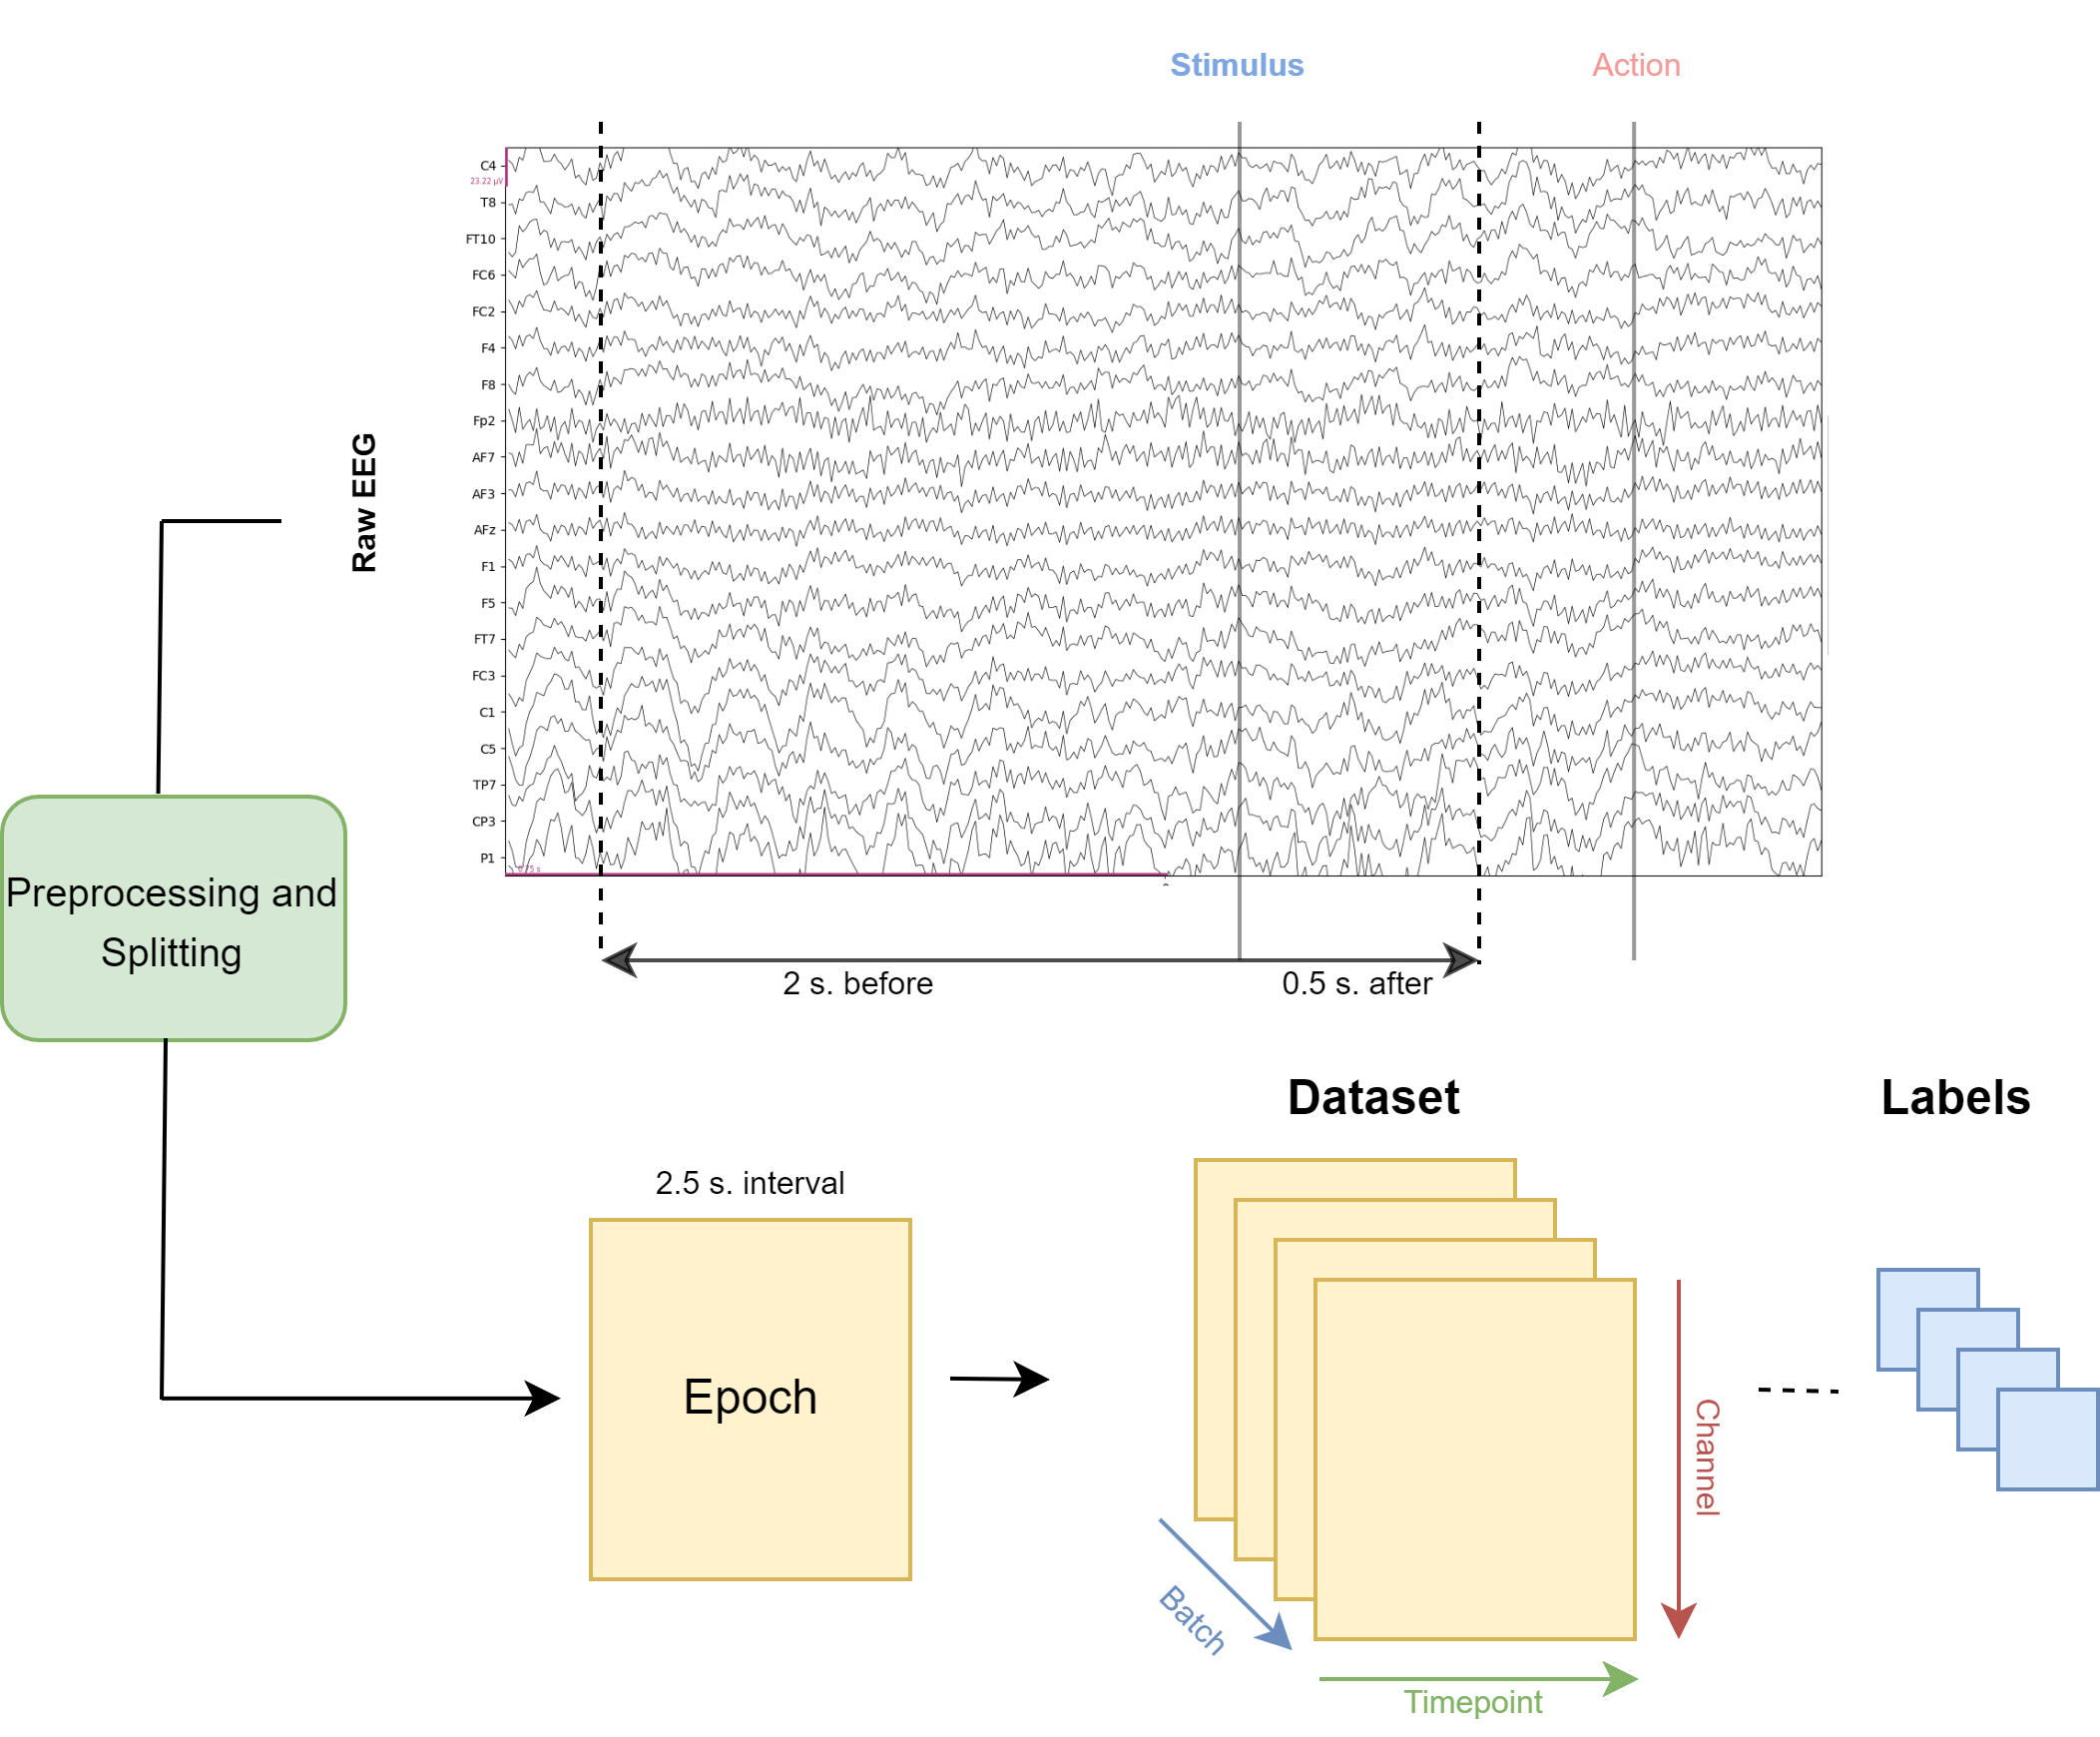 Stimulus
Action
C4
23.22 µV
T8
FT10
FC6
FC2
F4
F8
Fp2
AF7
AF3
AFz
F1
F5
FT7
FC3
C1
C5
TP7
CP3
P1
Raw EEG
2 s. before
0.5 s. after
Preprocessing and
Splitting
Dataset
Labels
2.5 s. interval
Epoch
Channel
Batch
Timepoint